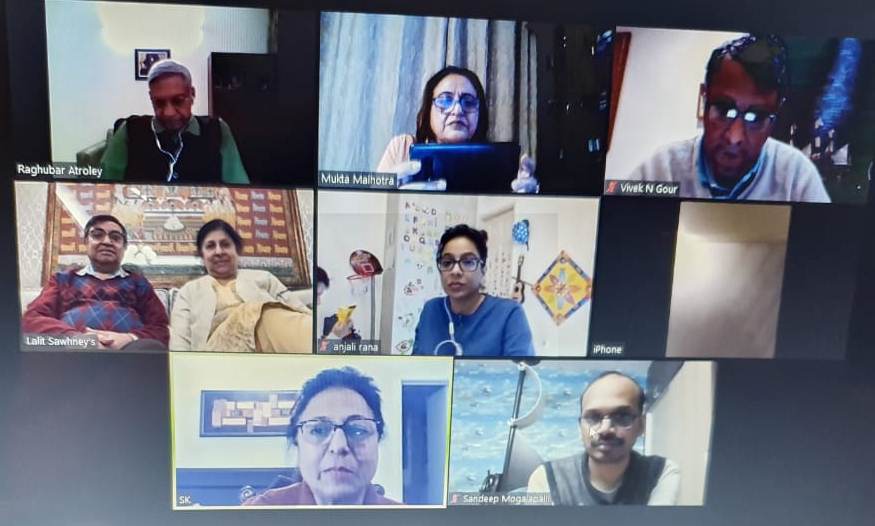 Raghubar Atroley
Mukta Malhotra
Vivek N Gour
Lalit Sawhney's
anjali rana
iPhone
SK
Sandeep Mogalapalli